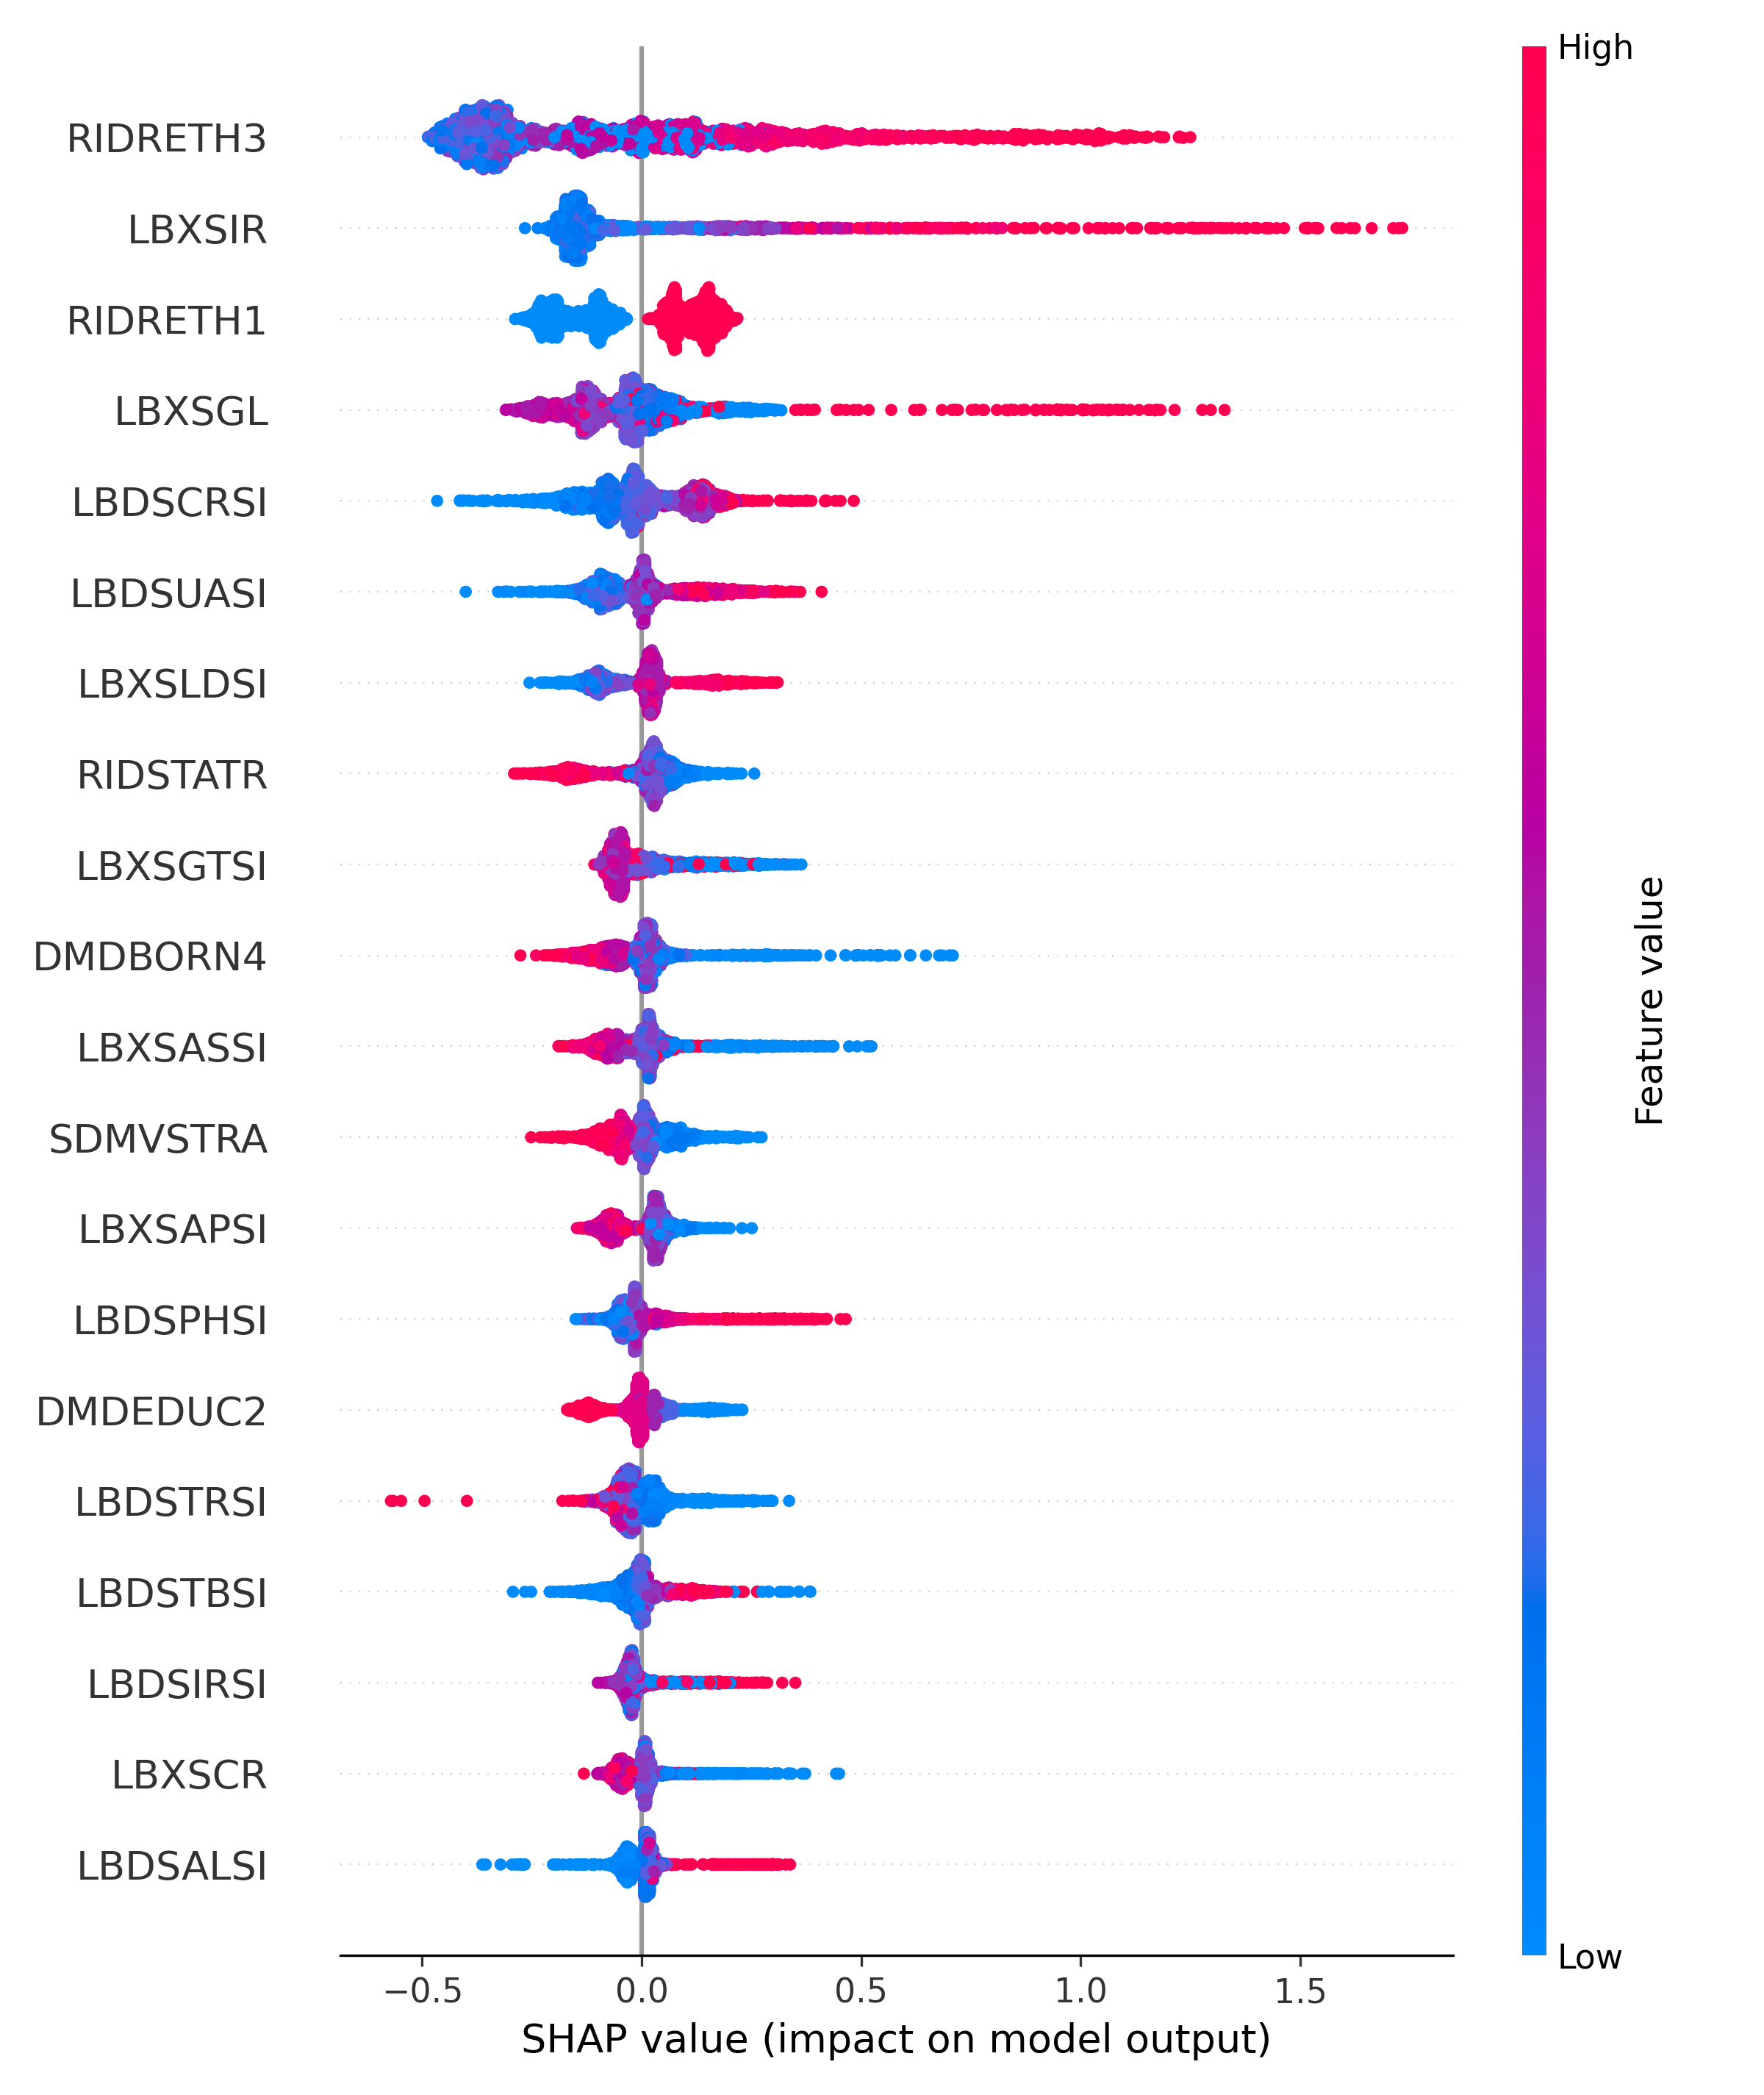 High
RIDRETH3
LBXSIR
RIDRETH1
LBXSGL
LBDSCRSI
LBDSUASI
LBXSLDSI
RIDSTATR
LBXSGTSI
DMDBORN4
LBXSASSI
SDMVSTRA
LBXSAPSI
LBDSPHSI
DMDEDUC2
LBDSTRSI
LBDSTBSI
LBDSIRSI
LBXSCR
LBDSALSI
Feature value
Low
−0.5 0.0 0.5 1.0 1.5
SHAP value (impact on model output)